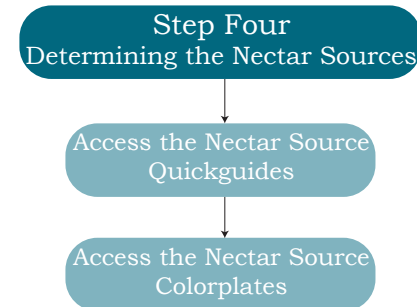 Step Four
Determining the Nectar Sources
Access the Nectar Source
Quickguides
Access the Nectar Source
Colorplates